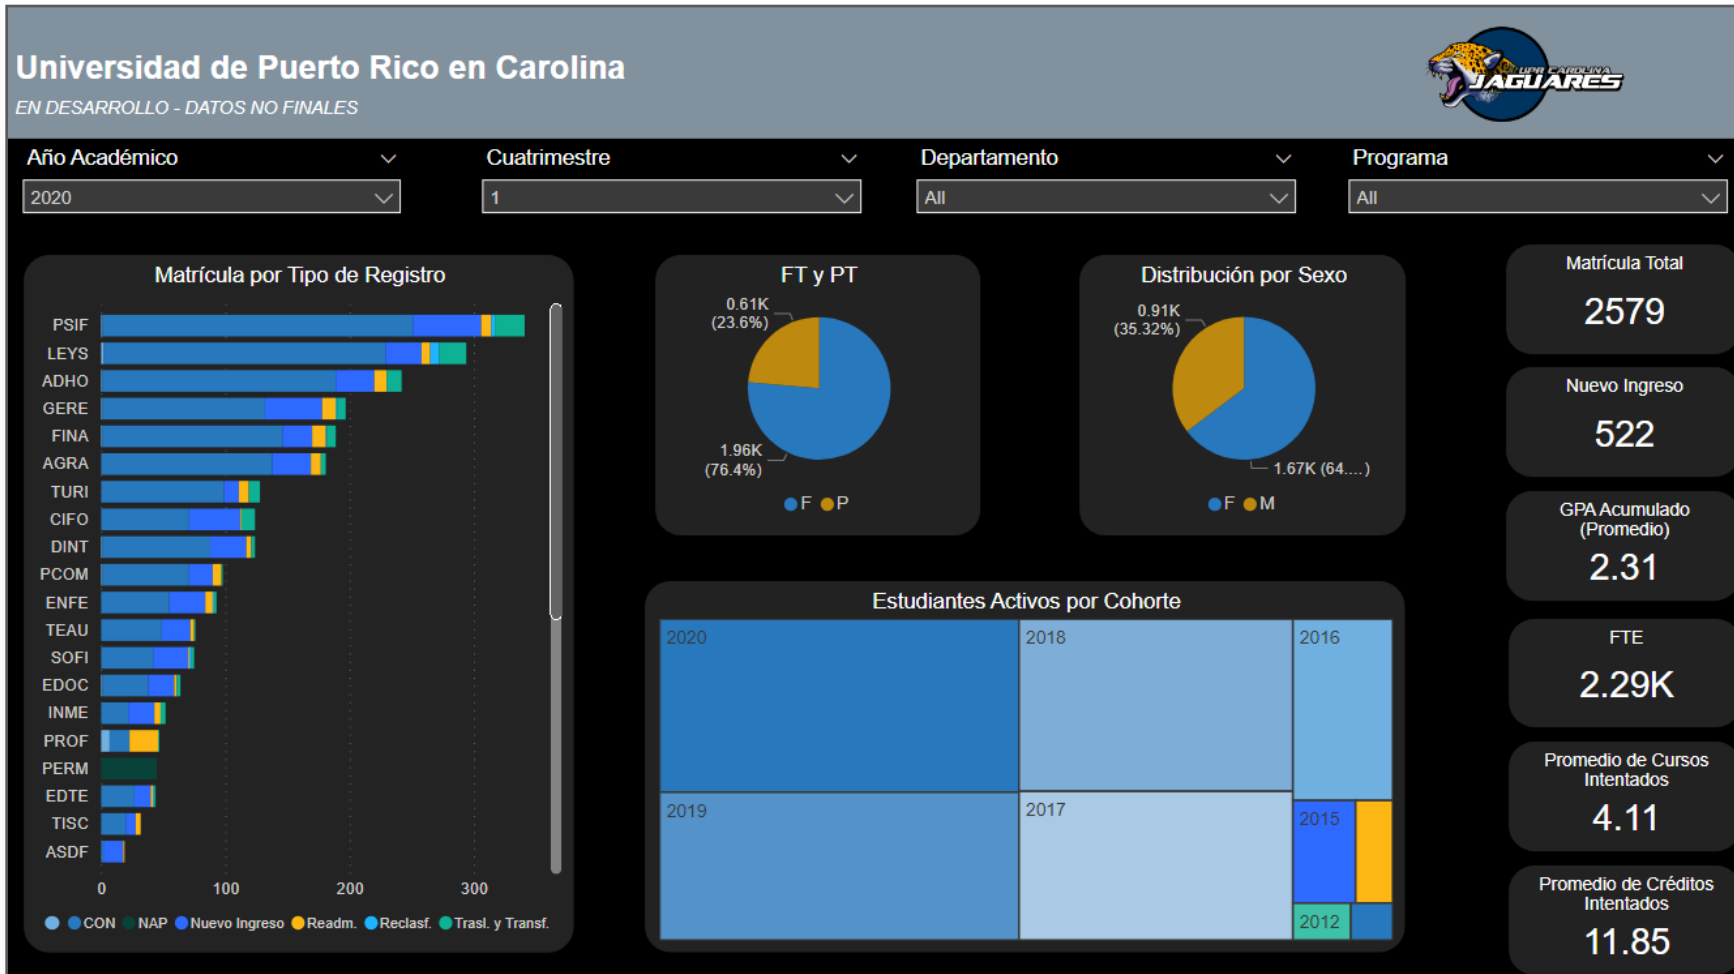 Universidad de Puerto Rico en Carolina
EN DESARROLLO - DATOS NO FINALES
UPR CAROLINA
JAGUARES
Año Académico
2020
Cuatrimestre
1
Departamento
All
Programa
All
Matrícula por Tipo de Registro
PSIF
LEYS
ADHO
GERE
FINA
AGRA
TURI
CIFO
DINT
PCOM
ENFE
TEAU
SOFI
EDOC
INME
PROF
PERM
EDTE
TISC
ASDF
0 100 200 300
CON NAP Nuevo Ingreso Readm. Reclasf. Trasl. y Transf.
FT y PT
0.61K
(23.6%)
1.96K
(76.4%)
F P
Distribución por Sexo
0.91K
(35.32%)
1.67K (64....)
F M
Estudiantes Activos por Cohorte
2020
2019
2018
2017
2016
2015
2012
Matrícula Total
2579
Nuevo Ingreso
522
GPA Acumulado
(Promedio)
2.31
FTE
2.29K
Promedio de Cursos
Intentados
4.11
Promedio de Créditos
Intentados
11.85